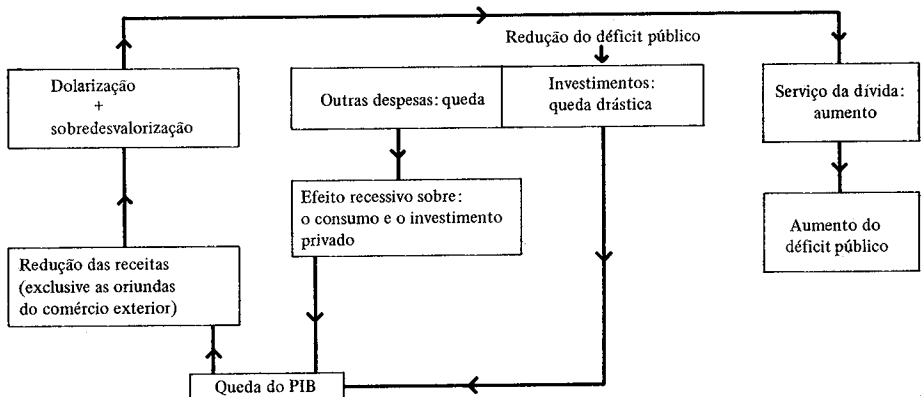 Redução do déficit público
Dolarização
+
sobredesvalorização
Outras despesas: queda
Investimentos:
queda drástica
Serviço da dívida:
aumento
Efeito recessivo sobre:
o consumo e o investimento
privado
Aumento do
déficit público
Redução das receitas
(exclusive as oriundas
do comércio exterior)
Queda do PIB